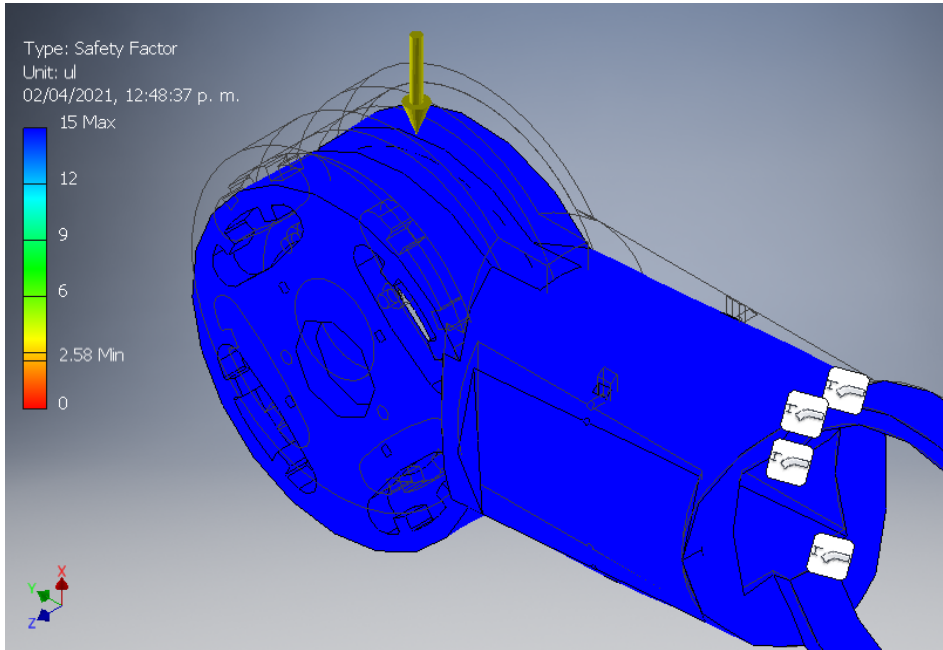 Type: Safety Factor
Unit: ul
02/04/2021, 12:48:37 p. m.
15 Max
12
9
6
2.58 Min
0
X
Y
Z